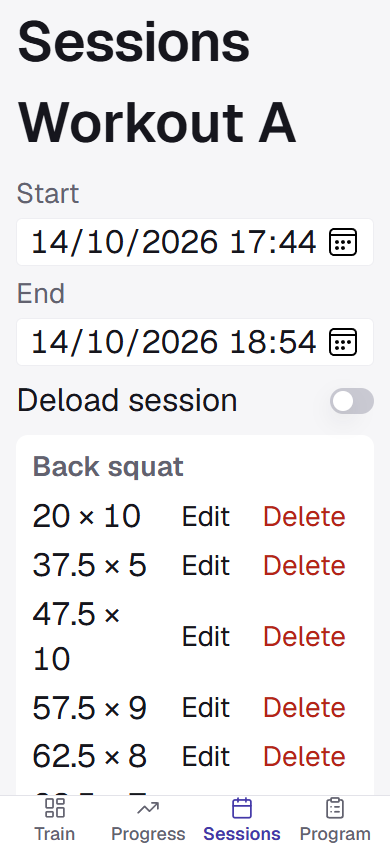 Sessions
Workout A
Start
14/10/2026 17:44
End
14/10/2026 18:54
Deload session
Back squat
20 × 10 Edit Delete
37.5 × 5 Edit Delete
47.5 ×
10 Edit Delete
57.5 × 9 Edit Delete
62.5 × 8 Edit Delete
Train Progress Sessions Program